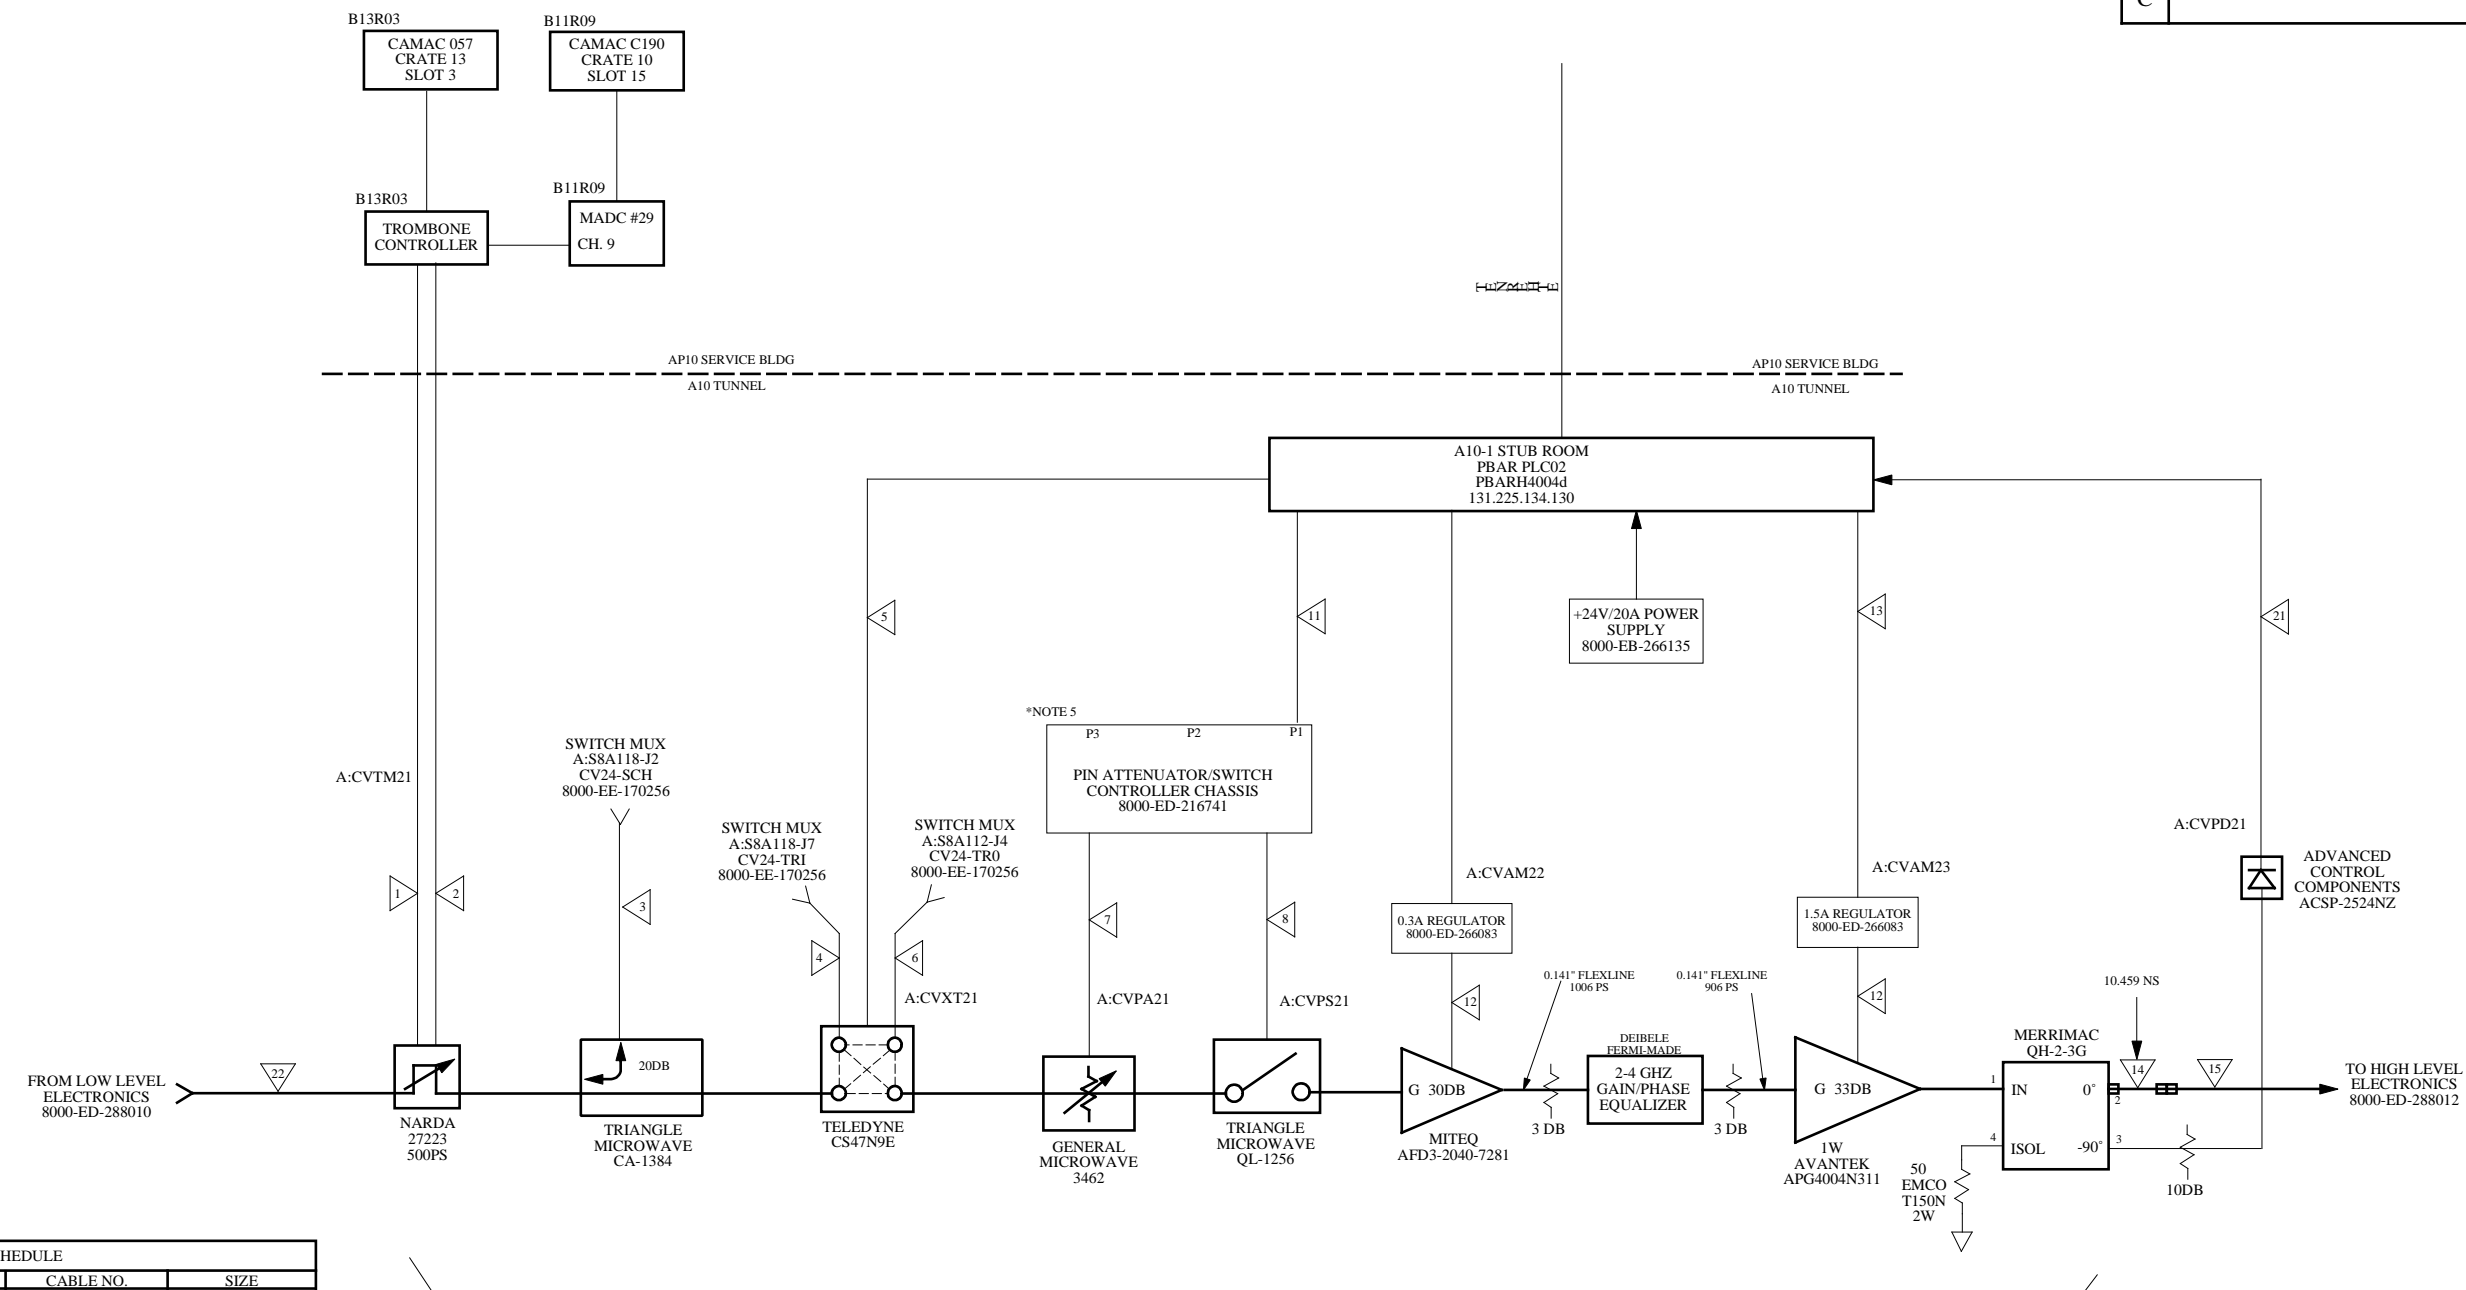 C
B13R03
CAMAC 057
CRATE 13
SLOT 3
B11R09
CAMAC C190
CRATE 10
SLOT 15
B13R03
TROMBONE
CONTROLLER
B11R09
MADC #29
CH. 9
ETHERNET
AP10 SERVICE BLDG
A10 TUNNEL
AP10 SERVICE BLDG
A10 TUNNEL
A10-1 STUB ROOM
PBAR PLC02
PBARH4004d
131.225.134.130
5
11
+24V/20A POWER
SUPPLY
8000-EB-266135
13
21
*NOTE 5
P3
P2
P1
PIN ATTENUATOR/SWITCH
CONTROLLER CHASSIS
8000-ED-216741
A:CVTM21
SWITCH MUX
A:S8A118-J2
CV24-SCH
8000-EE-170256
SWITCH MUX
A:S8A118-J7
CV24-TRI
8000-EE-170256
SWITCH MUX
A:S8A112-J4
CV24-TR0
8000-EE-170256
A:CVPD21
ADVANCED
CONTROL
COMPONENTS
ACSP-2524NZ
1
2
3
4
6
7
8
A:CVAM22
0.3A REGULATOR
8000-ED-266083
A:CVAM23
1.5A REGULATOR
8000-ED-266083
A:CVXT21
A:CVPA21
A:CVPS21
12
0.141" FLEXLINE
1006 PS
0.141" FLEXLINE
906 PS
12
10.459 NS
FROM LOW LEVEL
ELECTRONICS
8000-ED-288010
22
NARDA
27223
500PS
20DB
TRIANGLE
MICROWAVE
CA-1384
TELEDYNE
CS47N9E
GENERAL
MICROWAVE
3462
TRIANGLE
MICROWAVE
QL-1256
G 30DB
MITEQ
AFD3-2040-7281
3 DB
DEIBELE
FERMI-MADE
2-4 GHZ
GAIN/PHASE
EQUALIZER
3 DB
G 33DB
1W
AVANTEK
APG4004N311
MERRIMAC
QH-2-3G
1
IN
0°
2
4
ISOL
-90°
3
14
15
50
EMCO
T150N
2W
10DB
TO HIGH LEVEL
ELECTRONICS
8000-ED-288012
HEDULE
CABLE NO.
SIZE